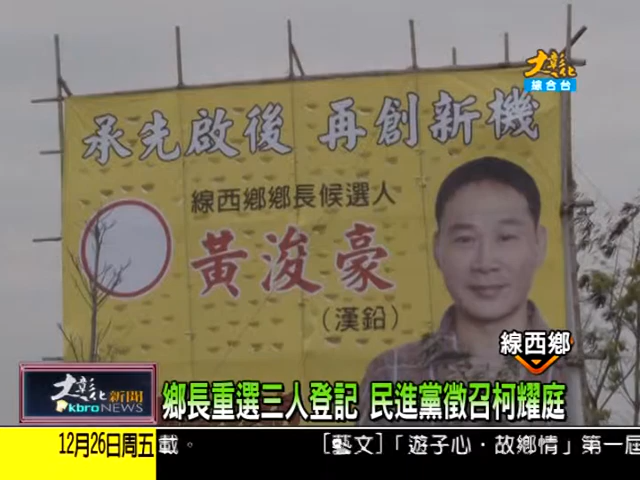 大彰化
綜合台
承先啟後 再創新機
線西鄉鄉長候選人
黃浚豪
(漢鉛)
線西鄉
大彰化新聞
kbro NEWS
鄉長重選三人登記 民進黨徵召柯耀庭
12月26日周五
載。 [藝文]「遊子心·故鄉情」第一屆